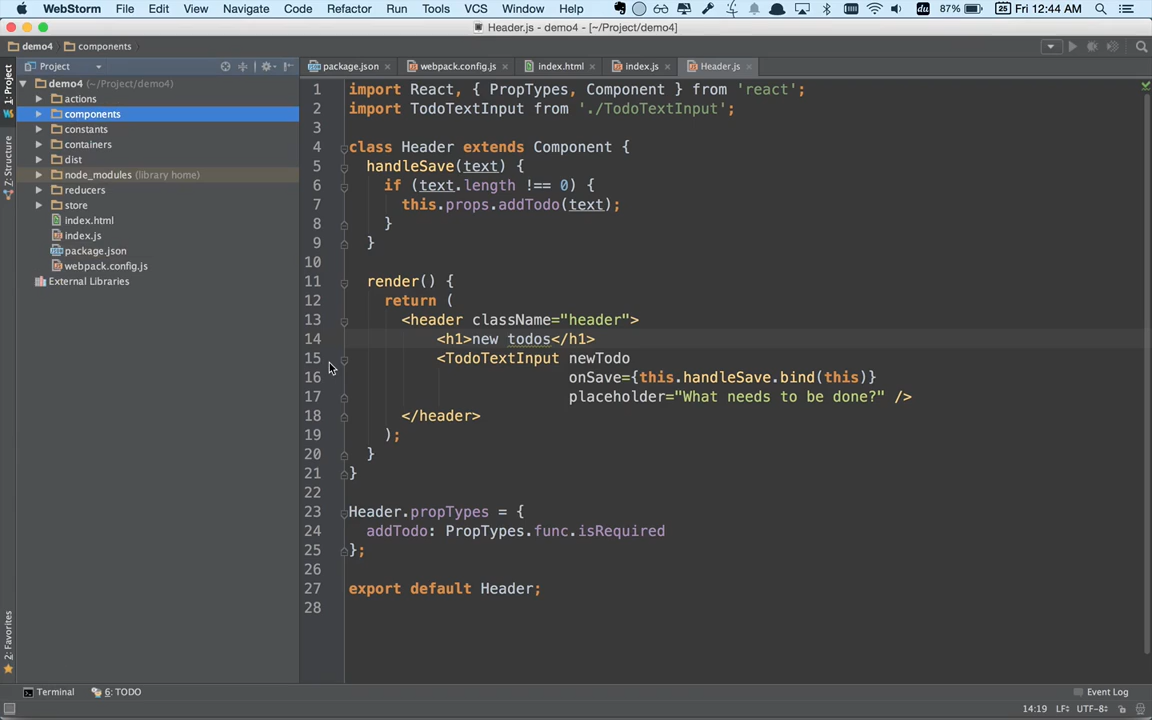 WebStorm File Edit View Navigate Code Refactor Run Tools VCS Window Help 87% 25 Fri 12:44 AM
Header.js - demo4 - [~/Project/demo4]
demo4 components
Project
package.json webpack.config.js index.html index.js Header.js
1: Project
Z: Structure
2: Favorites
demo4 (~/Project/demo4)
actions
components
constants
containers
dist
node_modules (library home)
reducers
store
index.html
index.js
package.json
webpack.config.js
External Libraries
1 import React, { PropTypes, Component } from 'react';
2 import TodoTextInput from './TodoTextInput';
3
4 class Header extends Component {
5 handleSave(text) {
6 if (text.length !== 0) {
7 this.props.addTodo(text);
8 }
9 }
10
11 render() {
12 return (
13 <header className="header">
14 <h1>new todos</h1>
15 <TodoTextInput newTodo
16 onSave={this.handleSave.bind(this)}
17 placeholder="What needs to be done?" />
18 </header>
19 );
20 }
21 }
22
23 Header.propTypes = {
24 addTodo: PropTypes.func.isRequired
25 };
26
27 export default Header;
28
Terminal 6: TODO Event Log
14:19 LF UTF-8